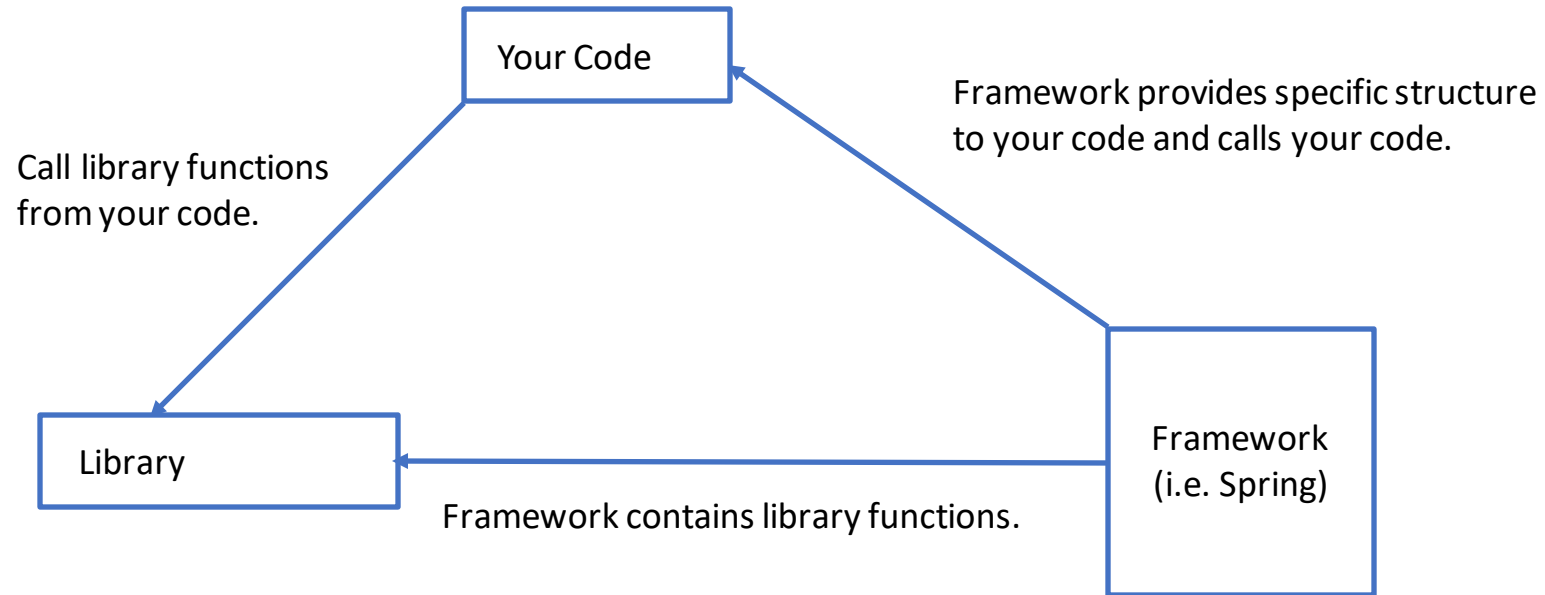 Your Code
Framework provides specific structure
to your code and calls your code.
Call library functions
from your code.
Library
Framework
(i.e. Spring)
Framework contains library functions.